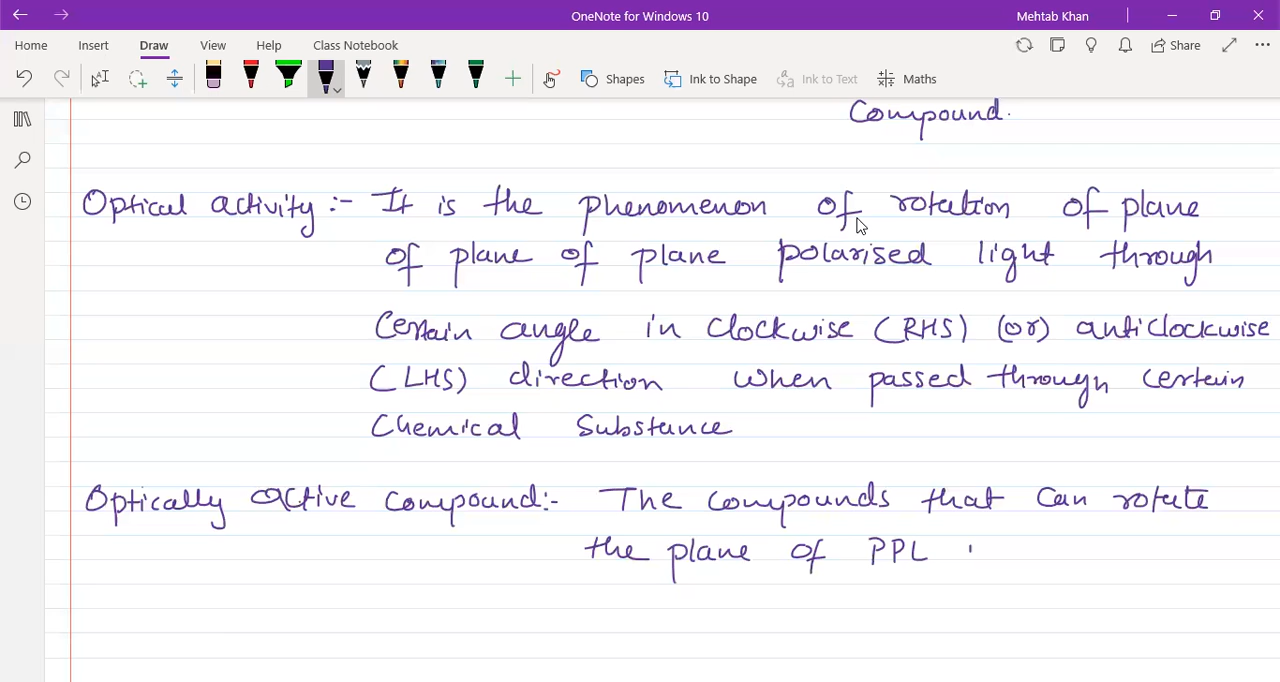 OneNote for Windows 10
Mehtab Khan
Home Insert Draw View Help Class Notebook
Share
Shapes Ink to Shape Ink to Text Maths
Compound.
Optical activity :- It is the phenomenon of rotation of plane
of plane of plane polarised light through
Certain angle in clockwise (RHS) (or) anticlockwise
(LHS) direction when passed through certain
Chemical Substance
Optically active compound:- The compounds that can rotate
the plane of PPL